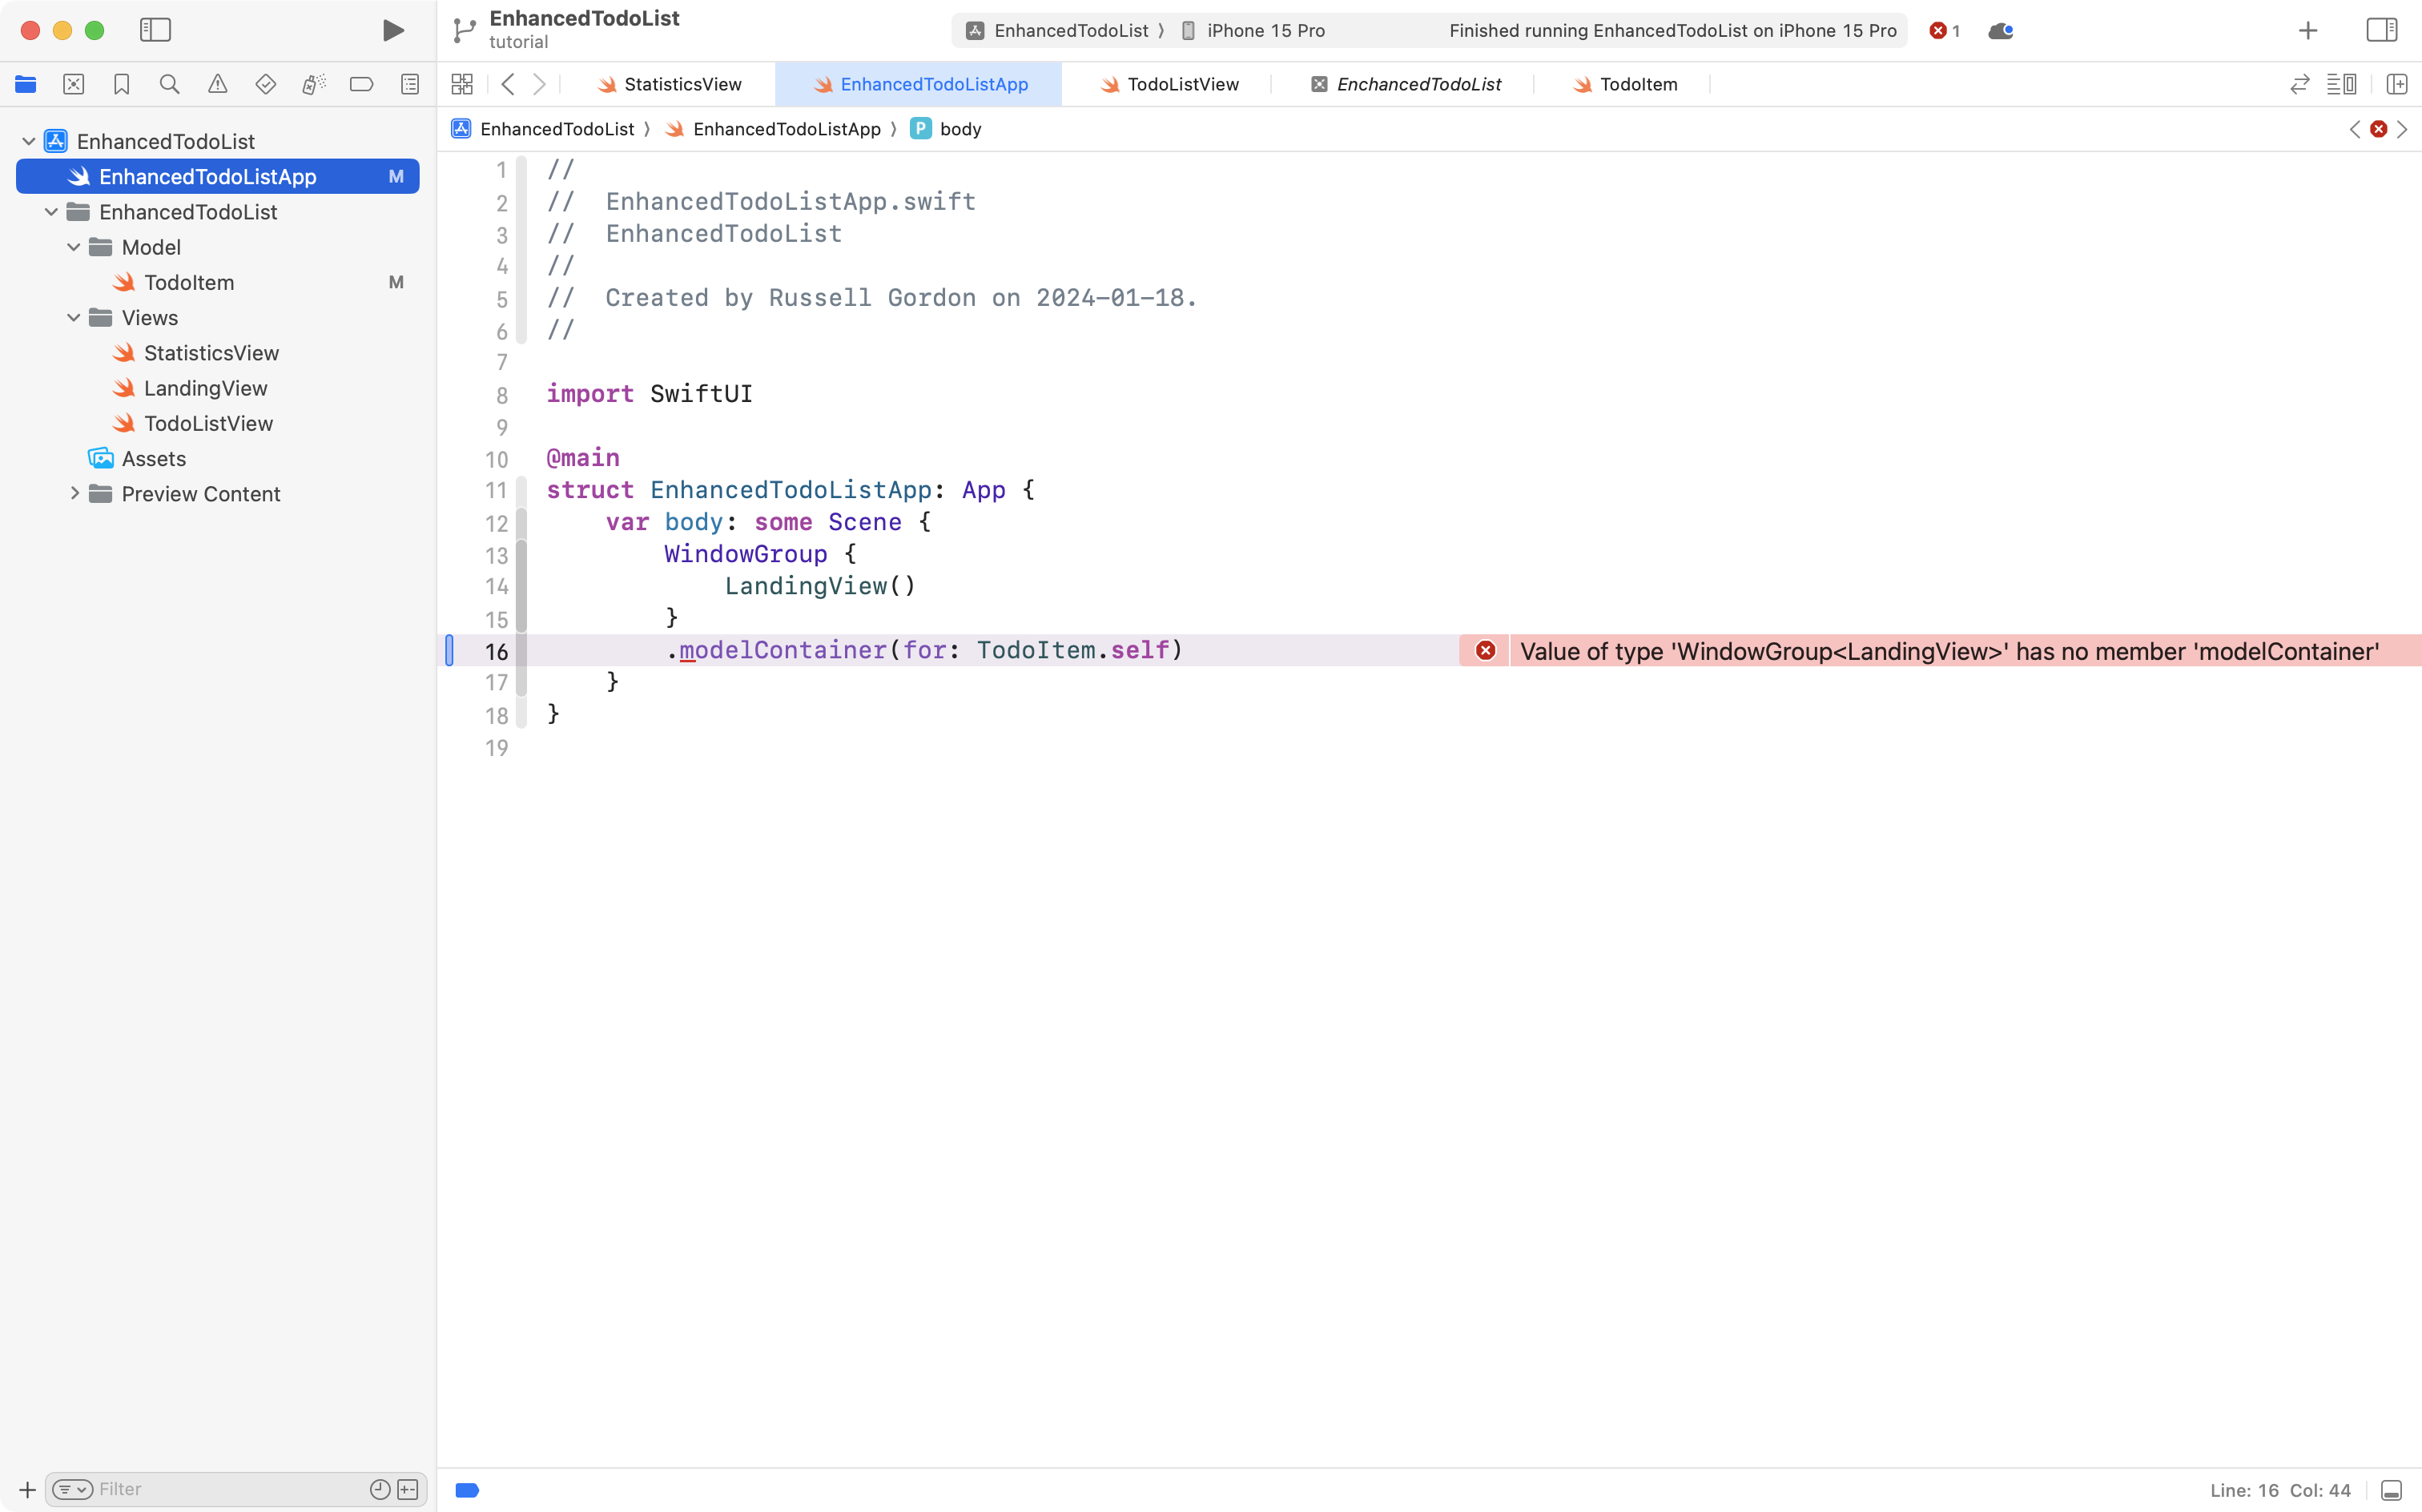 EnhancedTodoList
tutorial
EnhancedTodoList ⟩ iPhone 15 Pro
Finished running EnhancedTodoList on iPhone 15 Pro
1
StatisticsView
EnhancedTodoListApp
TodoListView
EnchancedTodoList
TodoItem
EnhancedTodoList ⟩ EnhancedTodoListApp ⟩ P body
EnhancedTodoList
EnhancedTodoListApp M
EnhancedTodoList
Model
TodoItem M
Views
StatisticsView
LandingView
TodoListView
Assets
Preview Content
1 //
2 //  EnhancedTodoListApp.swift
3 //  EnhancedTodoList
4 //
5 //  Created by Russell Gordon on 2024-01-18.
6 //
7
8 import SwiftUI
9
10 @main
11 struct EnhancedTodoListApp: App {
12     var body: some Scene {
13         WindowGroup {
14             LandingView()
15         }
16         .modelContainer(for: TodoItem.self) Value of type 'WindowGroup<LandingView>' has no member 'modelContainer'
17     }
18 }
19
Filter
Line: 16 Col: 44